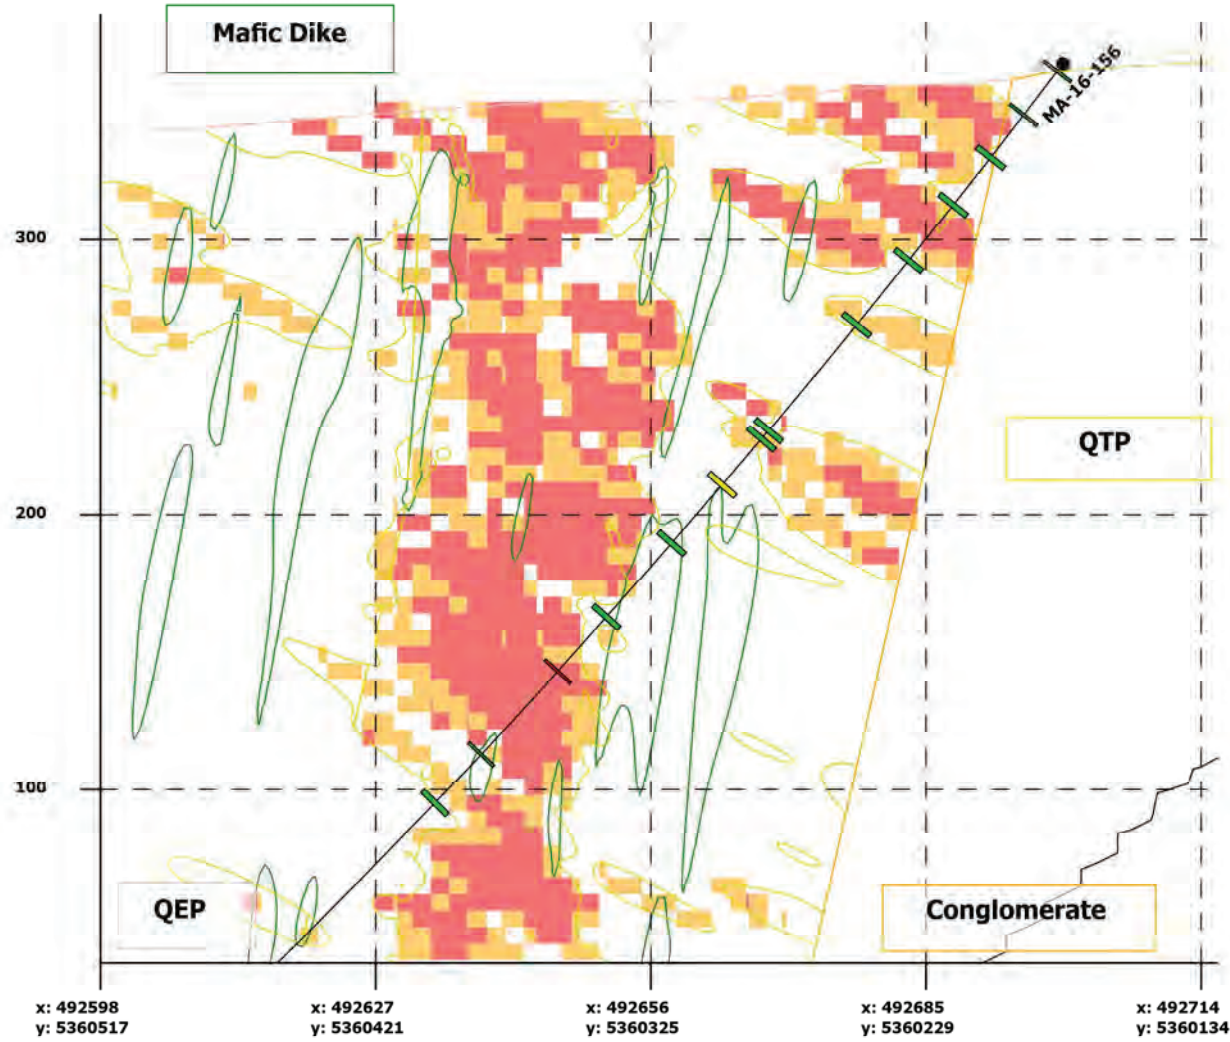 Mafic Dike
MA-16-156
300
QTP
200
100
QEP
Conglomerate
x: 492598
y: 5360517
x: 492627
y: 5360421
x: 492656
y: 5360325
x: 492685
y: 5360229
x: 492714
y: 5360134